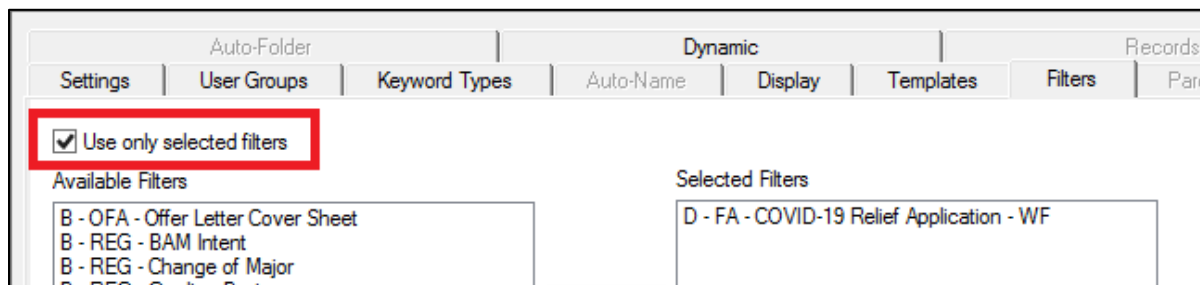 Auto-Folder Dynamic Records
Settings User Groups Keyword Types Auto-Name Display Templates Filters
Use only selected filters
Available Filters Selected Filters
B - OFA - Offer Letter Cover Sheet D - FA - COVID-19 Relief Application - WF
B - REG - BAM Intent
B - REG - Change of Major